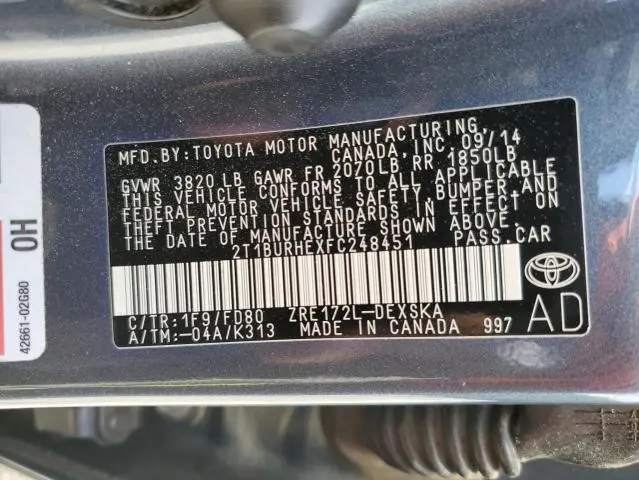 MFD.BY:TOYOTA MOTOR MANUFACTURING,
CANADA INC. 09/14
GVWR 3820 LB GAWR FR 2070LB RR 1850LB
THIS VEHICLE CONFORMS TO ALL APPLICABLE
FEDERAL MOTOR VEHICLE SAFETY, BUMPER AND
THEFT PREVENTION STANDARDS IN EFFECT ON
THE DATE OF MANUFACTURE SHOWN ABOVE.
2T1BURHEXFC248451 PASS.CAR
C/TR:1F9/FD80 ZRE172L-DEXSKA
A/TM:-04A/K313 MADE IN CANADA 997
AD
0H
42661-02G80